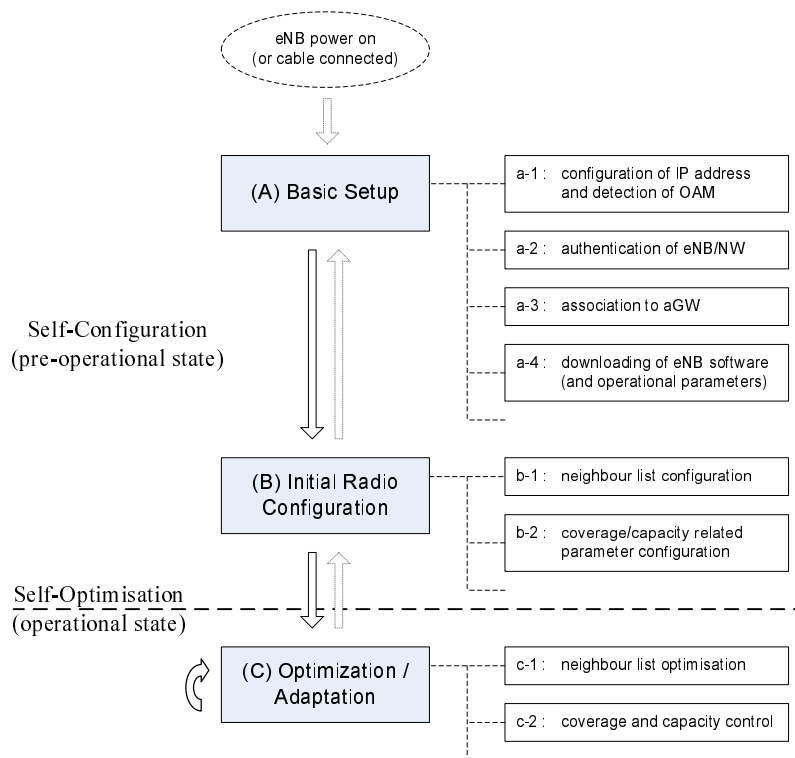 eNB power on
(or cable connected)
(A) Basic Setup
a-1 : configuration of IP address
and detection of OAM
a-2 : authentication of eNB/NW
a-3 : association to aGW
a-4 : downloading of eNB software
(and operational parameters)
Self-Configuration
(pre-operational state)
(B) Initial Radio
Configuration
b-1 : neighbour list configuration
b-2 : coverage/capacity related
parameter configuration
Self-Optimisation
(operational state)
(C) Optimization /
Adaptation
c-1 : neighbour list optimisation
c-2 : coverage and capacity control